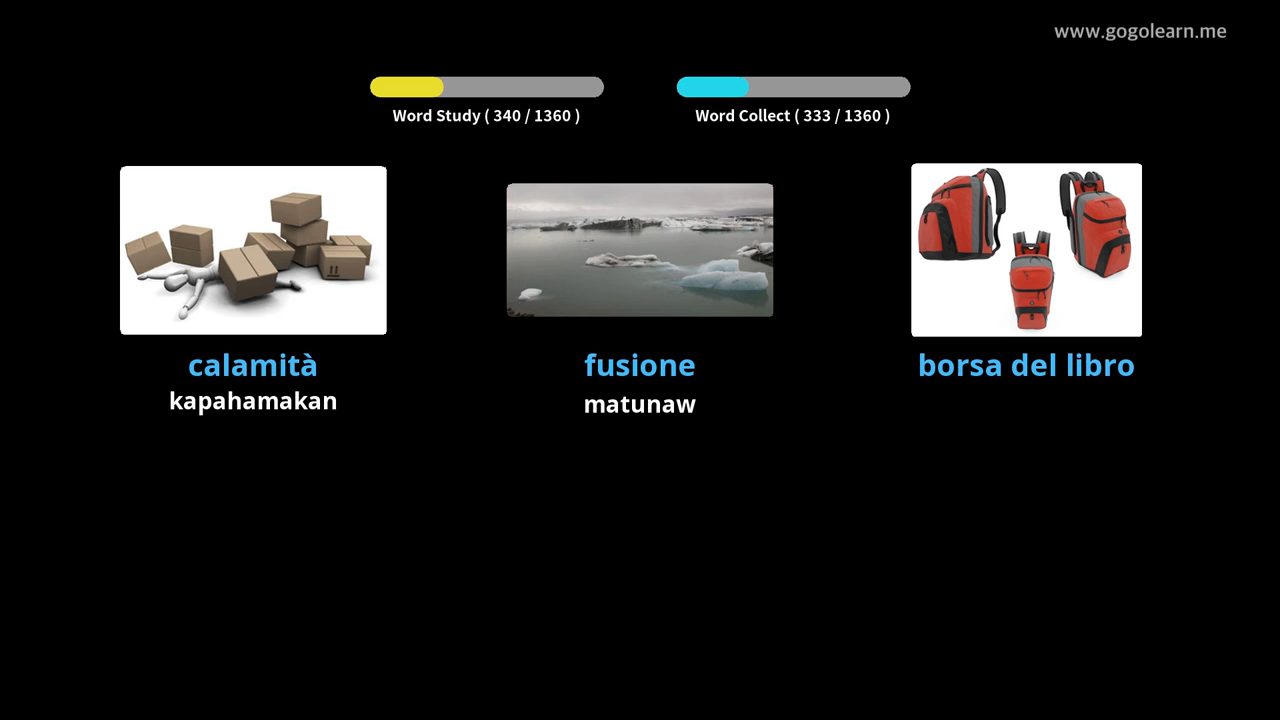 www.gogolearn.me
Word Study ( 340 / 1360 )
Word Collect ( 333 / 1360 )
calamità
kapahamakan
fusione
matunaw
borsa del libro